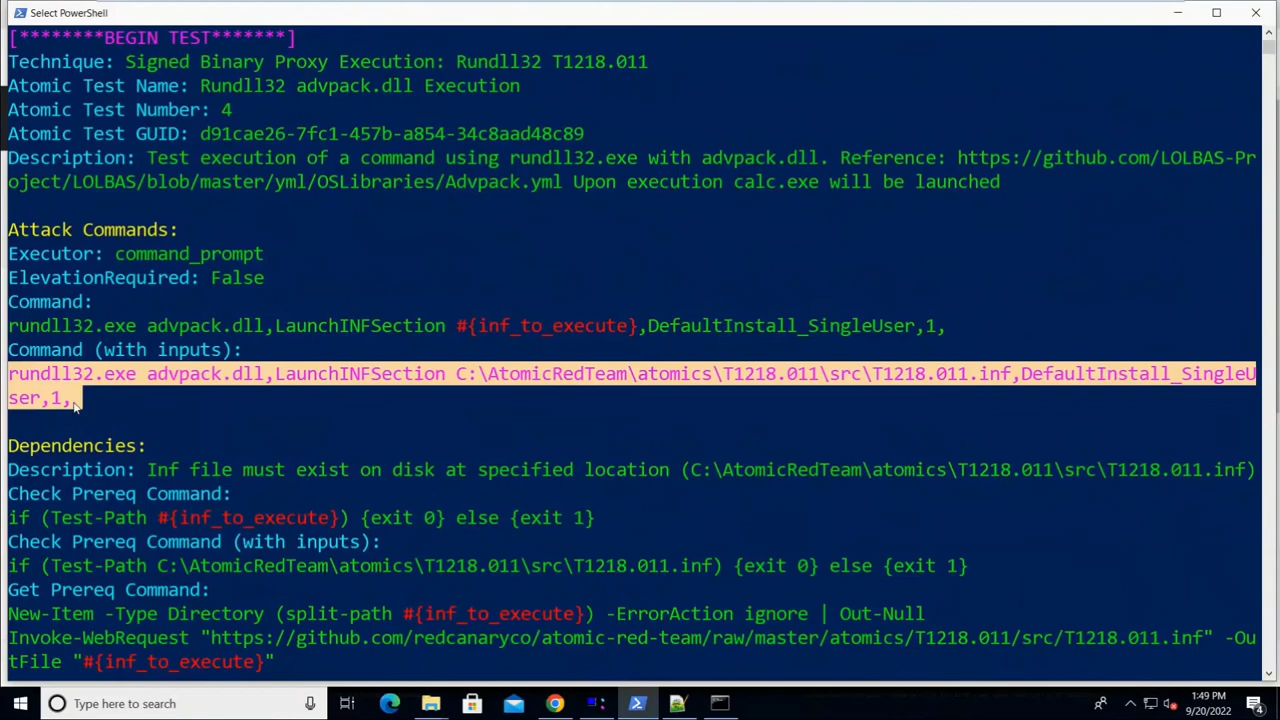 Select PowerShell
[********BEGIN TEST*******]
Technique: Signed Binary Proxy Execution: Rundll32 T1218.011
Atomic Test Name: Rundll32 advpack.dll Execution
Atomic Test Number: 4
Atomic Test GUID: d91cae26-7fc1-457b-a854-34c8aad48c89
Description: Test execution of a command using rundll32.exe with advpack.dll. Reference: https://github.com/LOLBAS-Pr
oject/LOLBAS/blob/master/yml/OSLibraries/Advpack.yml Upon execution calc.exe will be launched
Attack Commands:
Executor: command_prompt
ElevationRequired: False
Command:
rundll32.exe advpack.dll,LaunchINFSection #{inf_to_execute},DefaultInstall_SingleUser,1,
Command (with inputs):
rundll32.exe advpack.dll,LaunchINFSection C:\AtomicRedTeam\atomics\T1218.011\src\T1218.011.inf,DefaultInstall_SingleU
ser,1,
Dependencies:
Description: Inf file must exist on disk at specified location (C:\AtomicRedTeam\atomics\T1218.011\src\T1218.011.inf)
Check Prereq Command:
if (Test-Path #{inf_to_execute}) {exit 0} else {exit 1}
Check Prereq Command (with inputs):
if (Test-Path C:\AtomicRedTeam\atomics\T1218.011\src\T1218.011.inf) {exit 0} else {exit 1}
Get Prereq Command:
New-Item -Type Directory (split-path #{inf_to_execute}) -ErrorAction ignore | Out-Null
Invoke-WebRequest "https://github.com/redcanaryco/atomic-red-team/raw/master/atomics/T1218.011/src/T1218.011.inf" -Ou
tFile "#{inf_to_execute}"
Type here to search
1:49 PM
9/20/2022
4